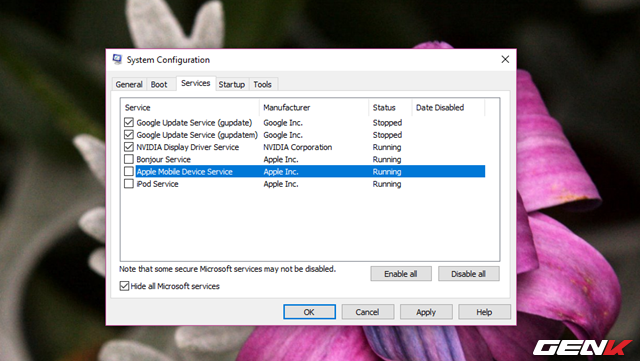 System Configuration
General Boot Services Startup Tools
Service Manufacturer Status Date Disabled
Google Update Service (gupdate) Google Inc. Stopped
Google Update Service (gupdatem) Google Inc. Stopped
NVIDIA Display Driver Service NVIDIA Corporation Running
Bonjour Service Apple Inc. Running
Apple Mobile Device Service Apple Inc. Running
iPod Service Apple Inc. Running
Note that some secure Microsoft services may not be disabled.
Enable all Disable all
Hide all Microsoft services
OK Cancel Apply Help
GENK